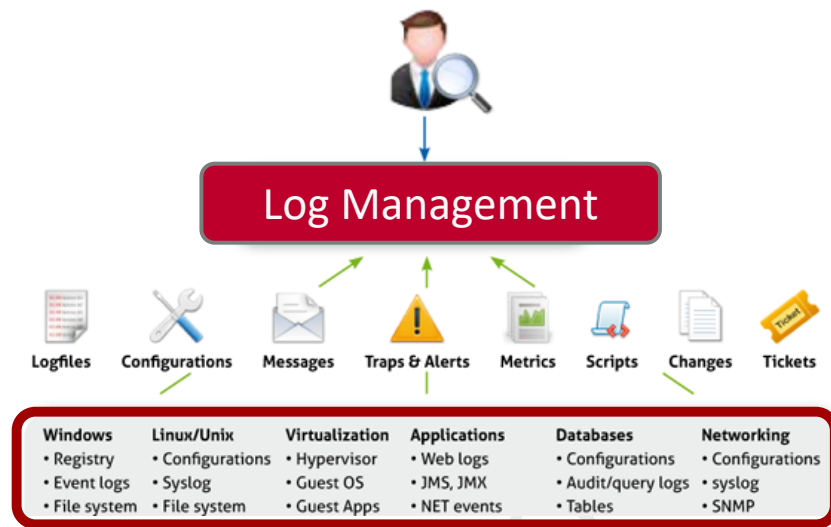 Log Management
Logfiles Configurations Messages Traps & Alerts Metrics Scripts Changes Tickets
Ticket
Windows Linux/Unix Virtualization Applications Databases Networking
• Registry • Configurations • Hypervisor • Web logs • Configurations • Configurations
• Event logs • Syslog • Guest OS • JMS, JMX • Audit/query logs • syslog
• File system • File system • Guest Apps • NET events • Tables • SNMP